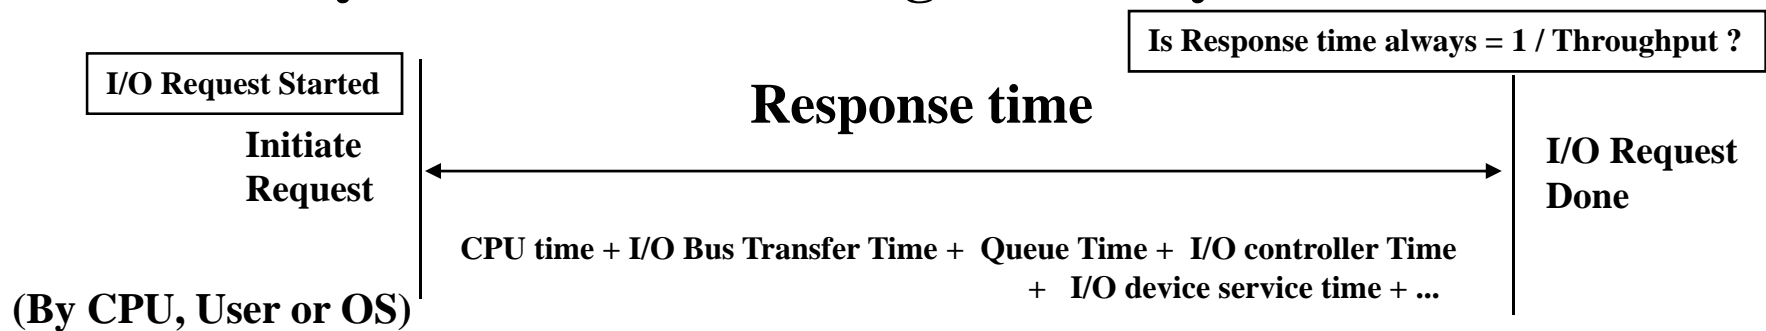 Is Response time always = 1 / Throughput ?
I/O Request Started
Response time
Initiate
Request
I/O Request
Done
CPU time + I/O Bus Transfer Time + Queue Time + I/O controller Time
+ I/O device service time + ...
(By CPU, User or OS)